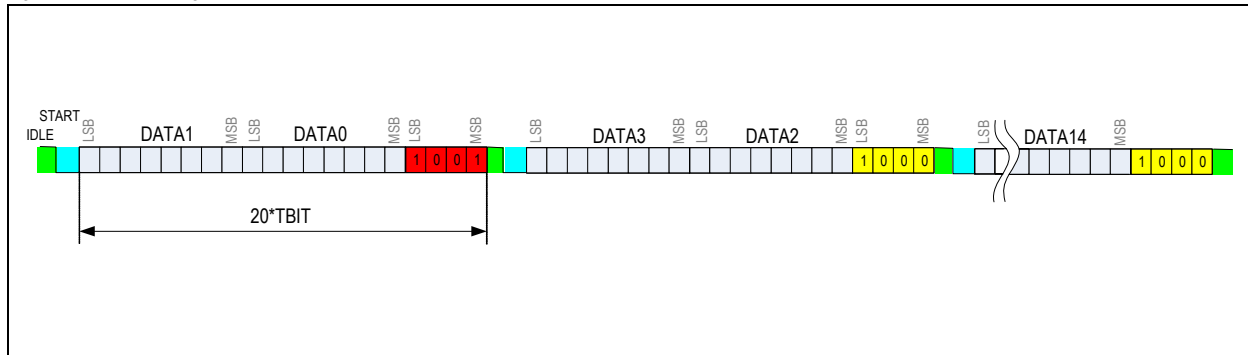 START
IDLE
LSB DATA1 MSB LSB DATA0 MSB LSB MSB LSB DATA3 MSB LSB DATA2 MSB LSB MSB LSB DATA14 MSB
1 0 0 1 1 0 0 0 1 0 0 0
20*TBIT